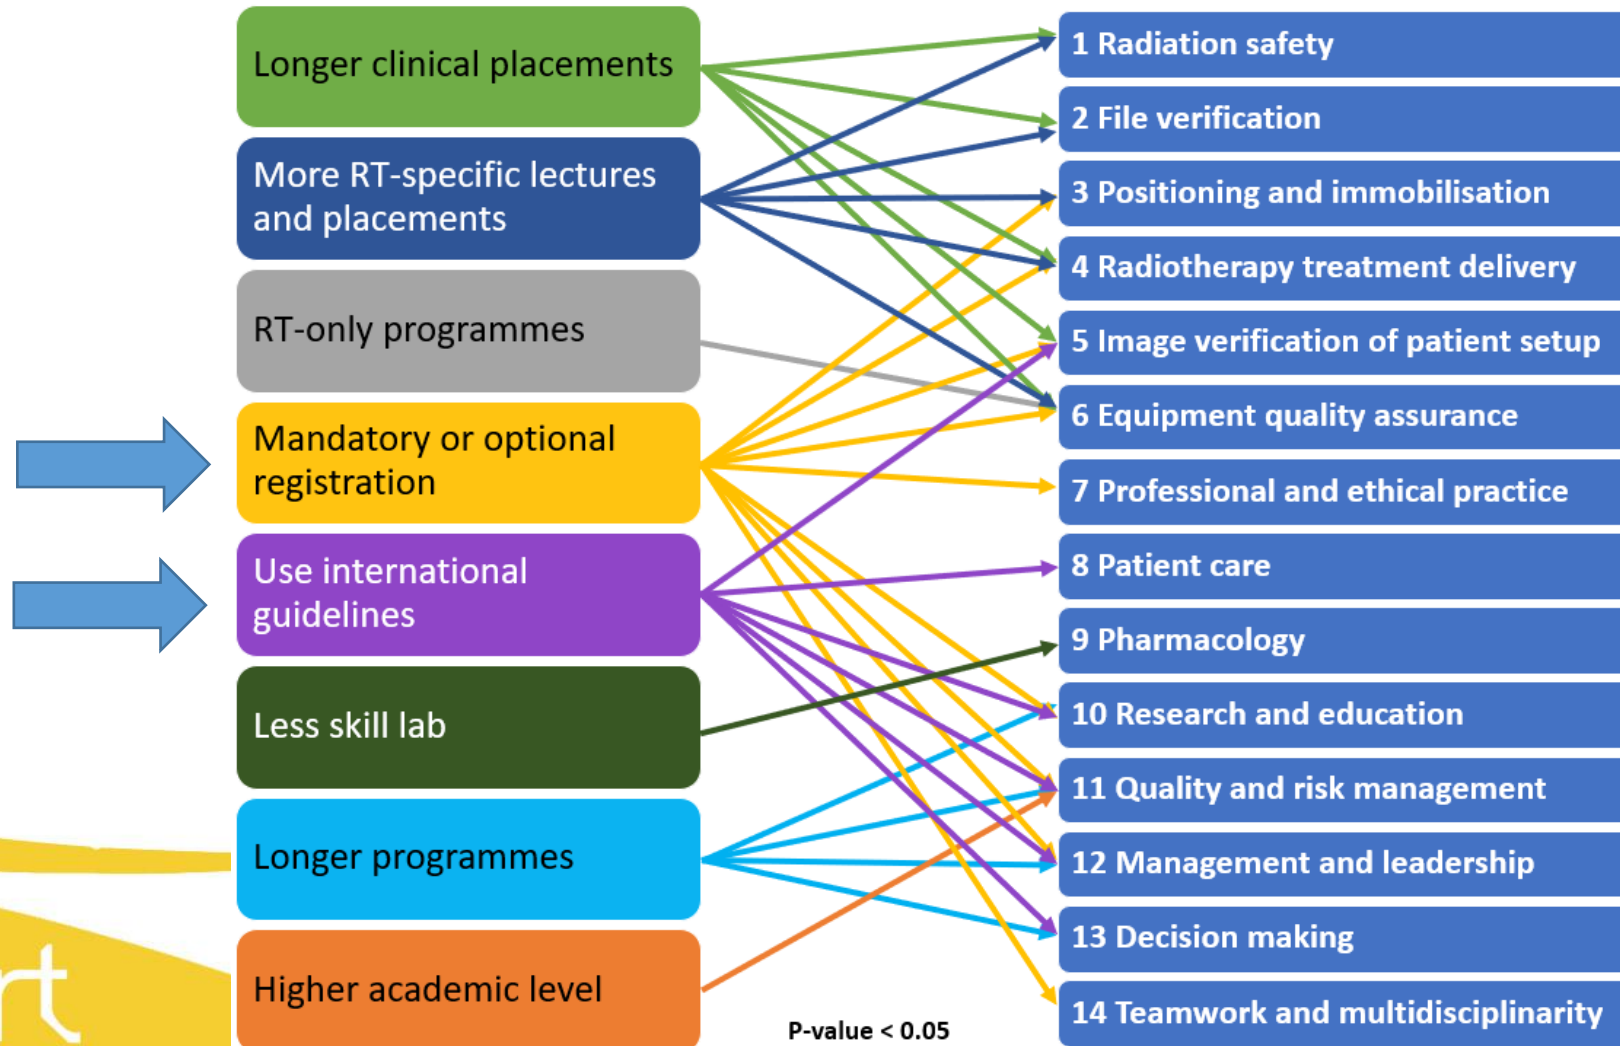 Longer clinical placements
More RT-specific lectures
and placements
RT-only programmes
Mandatory or optional
registration
Use international
guidelines
Less skill lab
Longer programmes
Higher academic level
1 Radiation safety
2 File verification
3 Positioning and immobilisation
4 Radiotherapy treatment delivery
5 Image verification of patient setup
6 Equipment quality assurance
7 Professional and ethical practice
8 Patient care
9 Pharmacology
10 Research and education
11 Quality and risk management
12 Management and leadership
13 Decision making
14 Teamwork and multidisciplinarity
P-value < 0.05